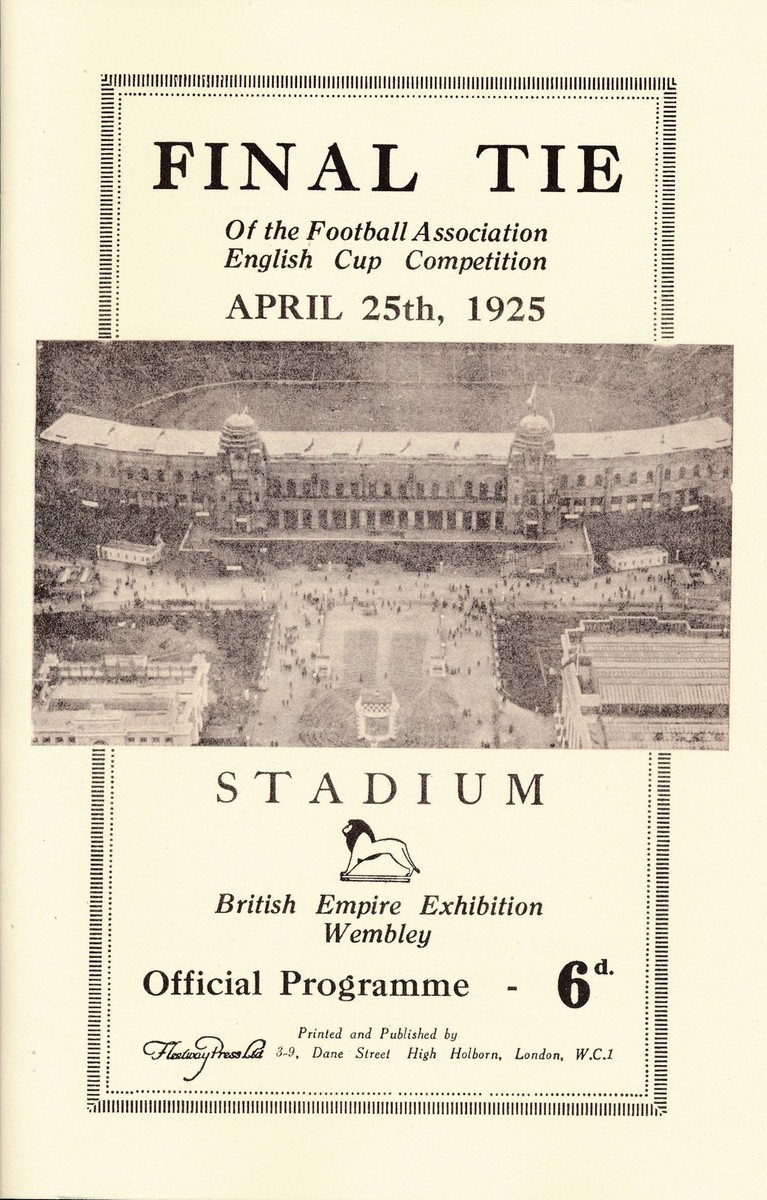 FINAL TIE
Of the Football Association
English Cup Competition
APRIL 25th, 1925
STADIUM
British Empire Exhibition
Wembley
Official Programme - 6d.
Printed and Published by
Fleetway Press Ltd 3-9, Dane Street High Holborn, London, W.C.1